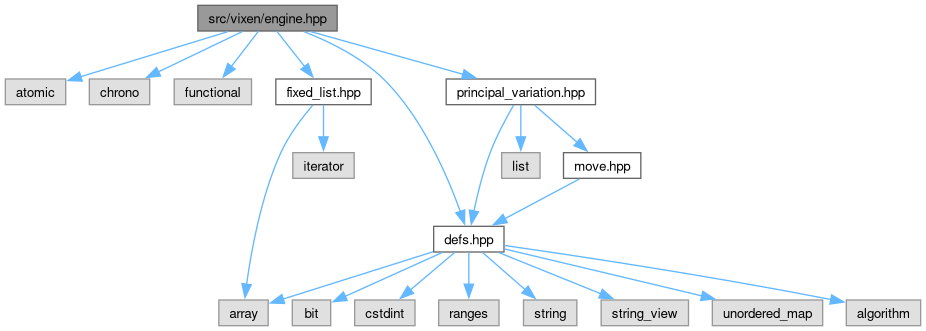 src/vixen/engine.hpp
atomic
chrono
functional
fixed_list.hpp
principal_variation.hpp
iterator
list
move.hpp
defs.hpp
array
bit
cstdint
ranges
string
string_view
unordered_map
algorithm